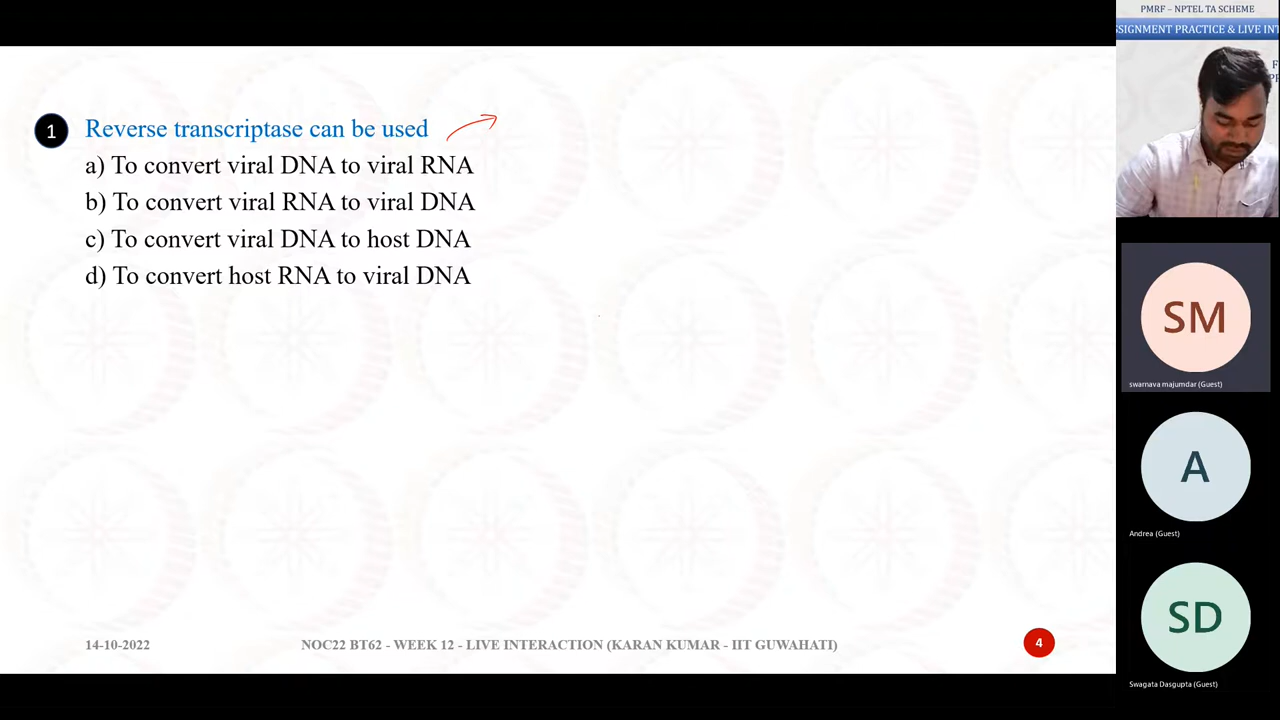 PMRF – NPTEL TA SCHEME
SSIGNMENT PRACTICE & LIVE INT
1
Reverse transcriptase can be used
a) To convert viral DNA to viral RNA
b) To convert viral RNA to viral DNA
c) To convert viral DNA to host DNA
d) To convert host RNA to viral DNA
SM
swarnava majumdar (Guest)
A
Andrea (Guest)
SD
Swagata Dasgupta (Guest)
14-10-2022
NOC22 BT62 - WEEK 12 - LIVE INTERACTION (KARAN KUMAR - IIT GUWAHATI)
4